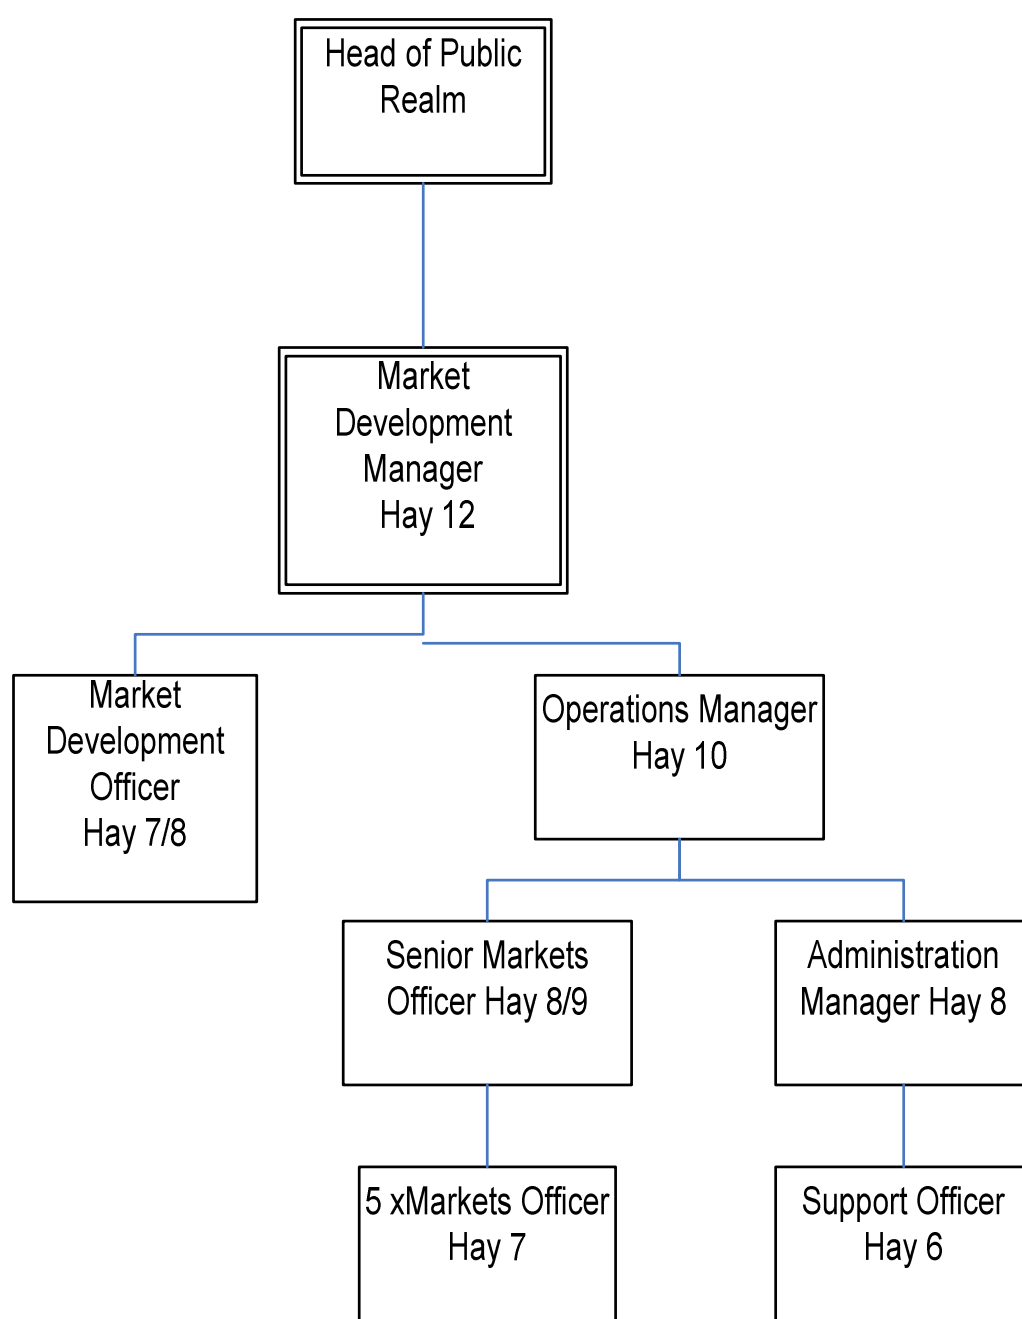 Head of Public
Realm
Market
Development
Manager
Hay 12
Market
Development
Officer
Hay 7/8
Operations Manager
Hay 10
Senior Markets
Officer Hay 8/9
Administration
Manager Hay 8
5 xMarkets Officer
Hay 7
Support Officer
Hay 6